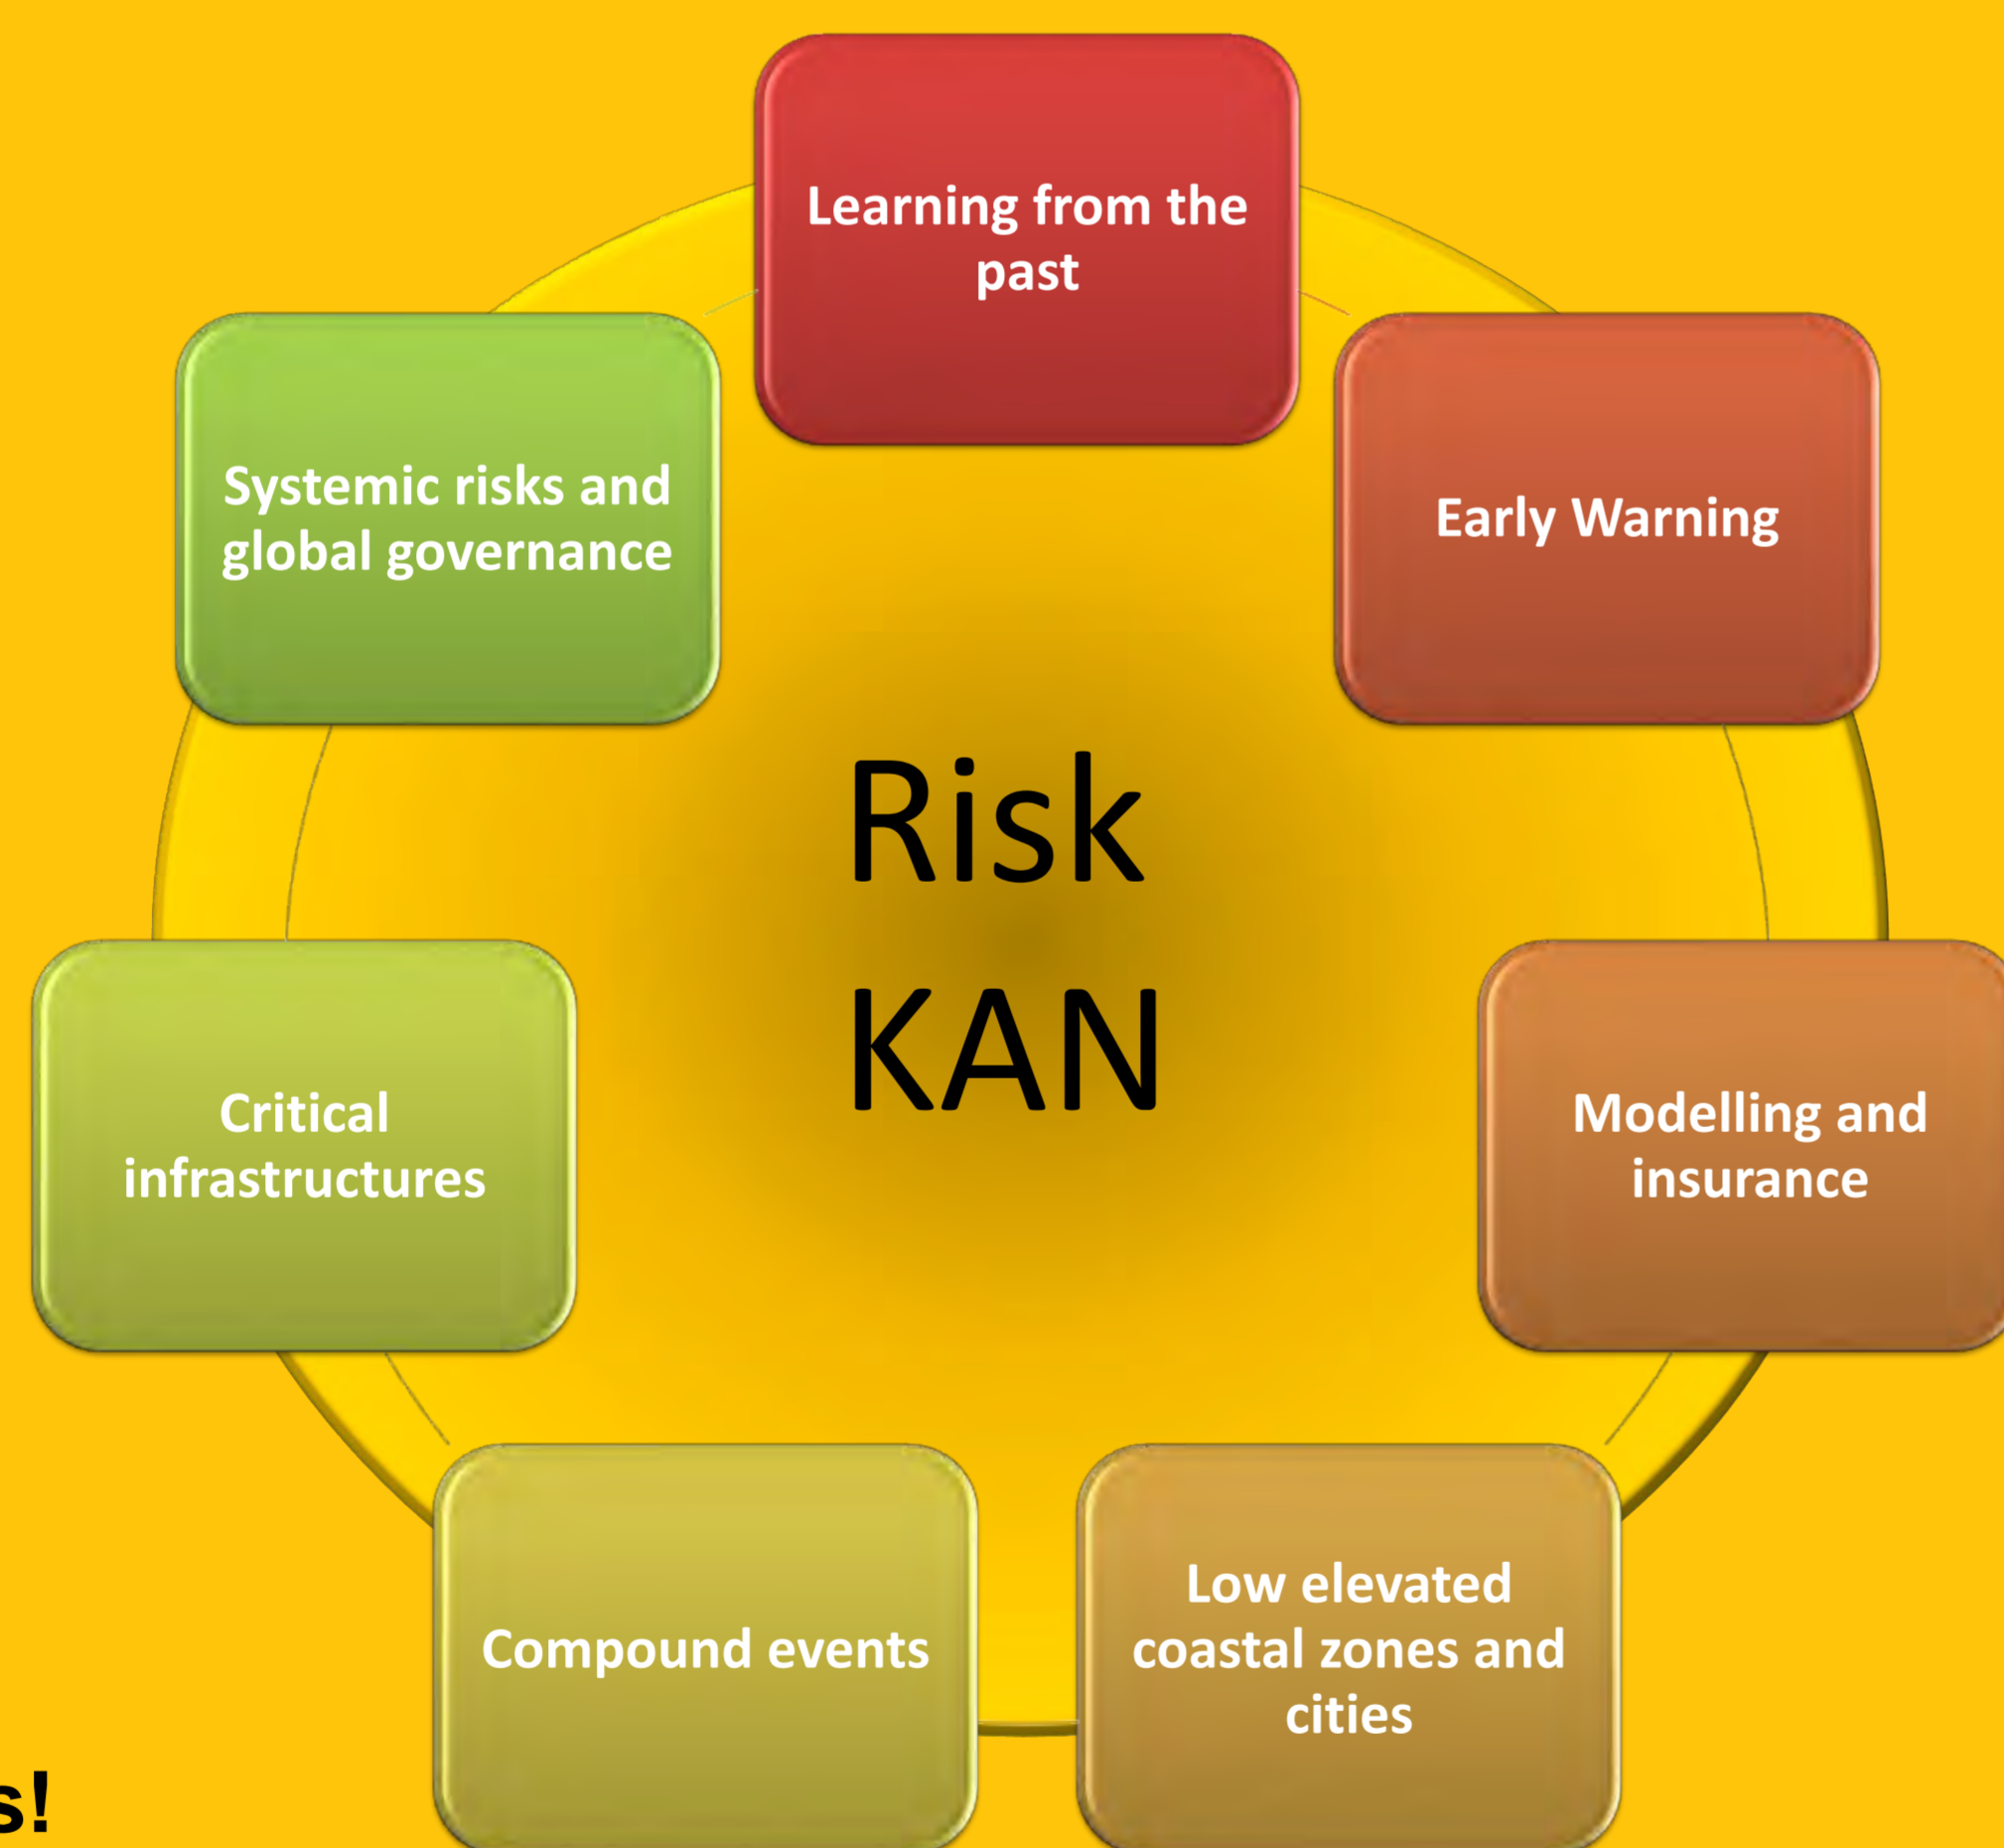 Learning from the
past
Early Warning
Modelling and
insurance
Low elevated
coastal zones and
cities
Compound events
Critical
infrastructures
Systemic risks and
global governance
Risk
KAN